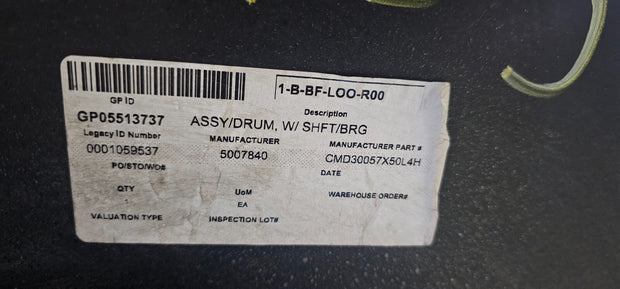 1-B-BF-LOO-R00
GP ID
Description
GP05513737
ASSY/DRUM, W/ SHFT/BRG
Legacy ID Number
MANUFACTURER
MANUFACTURER PART #
0001059537
5007840
CMD30057X50L4H
PO/STO/WO#
DATE
QTY
UoM
WAREHOUSE ORDER#
EA
VALUATION TYPE
INSPECTION LOT#